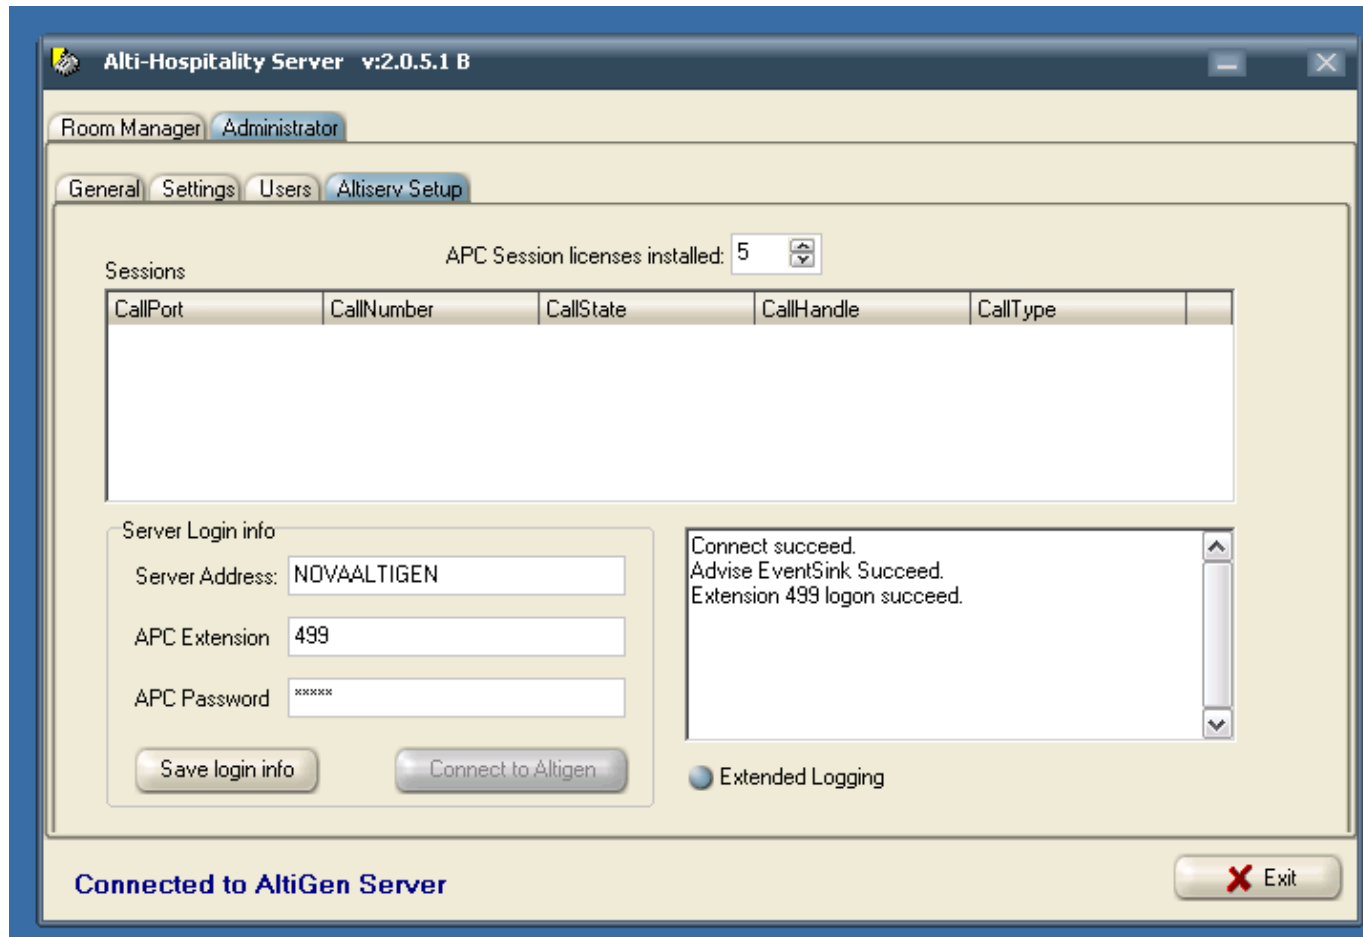 Alti-Hospitality Server v:2.0.5.1 B
Room Manager Administrator
General Settings Users Altiserv Setup
APC Session licenses installed: 5
Sessions
CallPort CallNumber CallState CallHandle CallType
Server Login info
Server Address: NOVAALTIGEN
APC Extension 499
APC Password *****
Save login info Connect to Altigen
Connect succeed.
Advise EventSink Succeed.
Extension 499 logon succeed.
Extended Logging
Connected to AltiGen Server
Exit